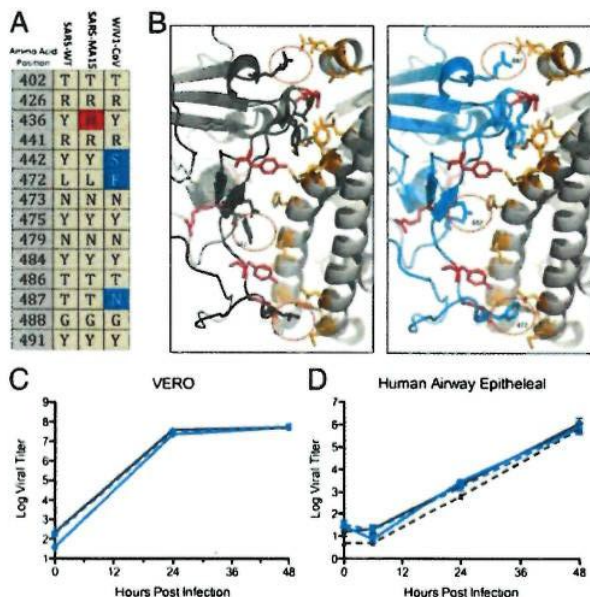 A
B
Amino Acid Position SARS-WT SARS-MA15 WIV1-CoV
402 T T T
426 R R R
436 Y H Y
441 R R R
442 Y Y S
472 L L F
473 N N N
475 Y Y Y
479 N N N
484 Y Y Y
486 T T T
487 T T N
488 G G G
491 Y Y Y
C
VERO
Log Viral Titer
9
8
7
6
5
4
3
2
1
0 12 24 36 48
Hours Post Infection
D
Human Airway Epitheleal
Log Viral Titer
7
6
5
4
3
2
1
0
0 12 24 36 48
Hours Post Infection